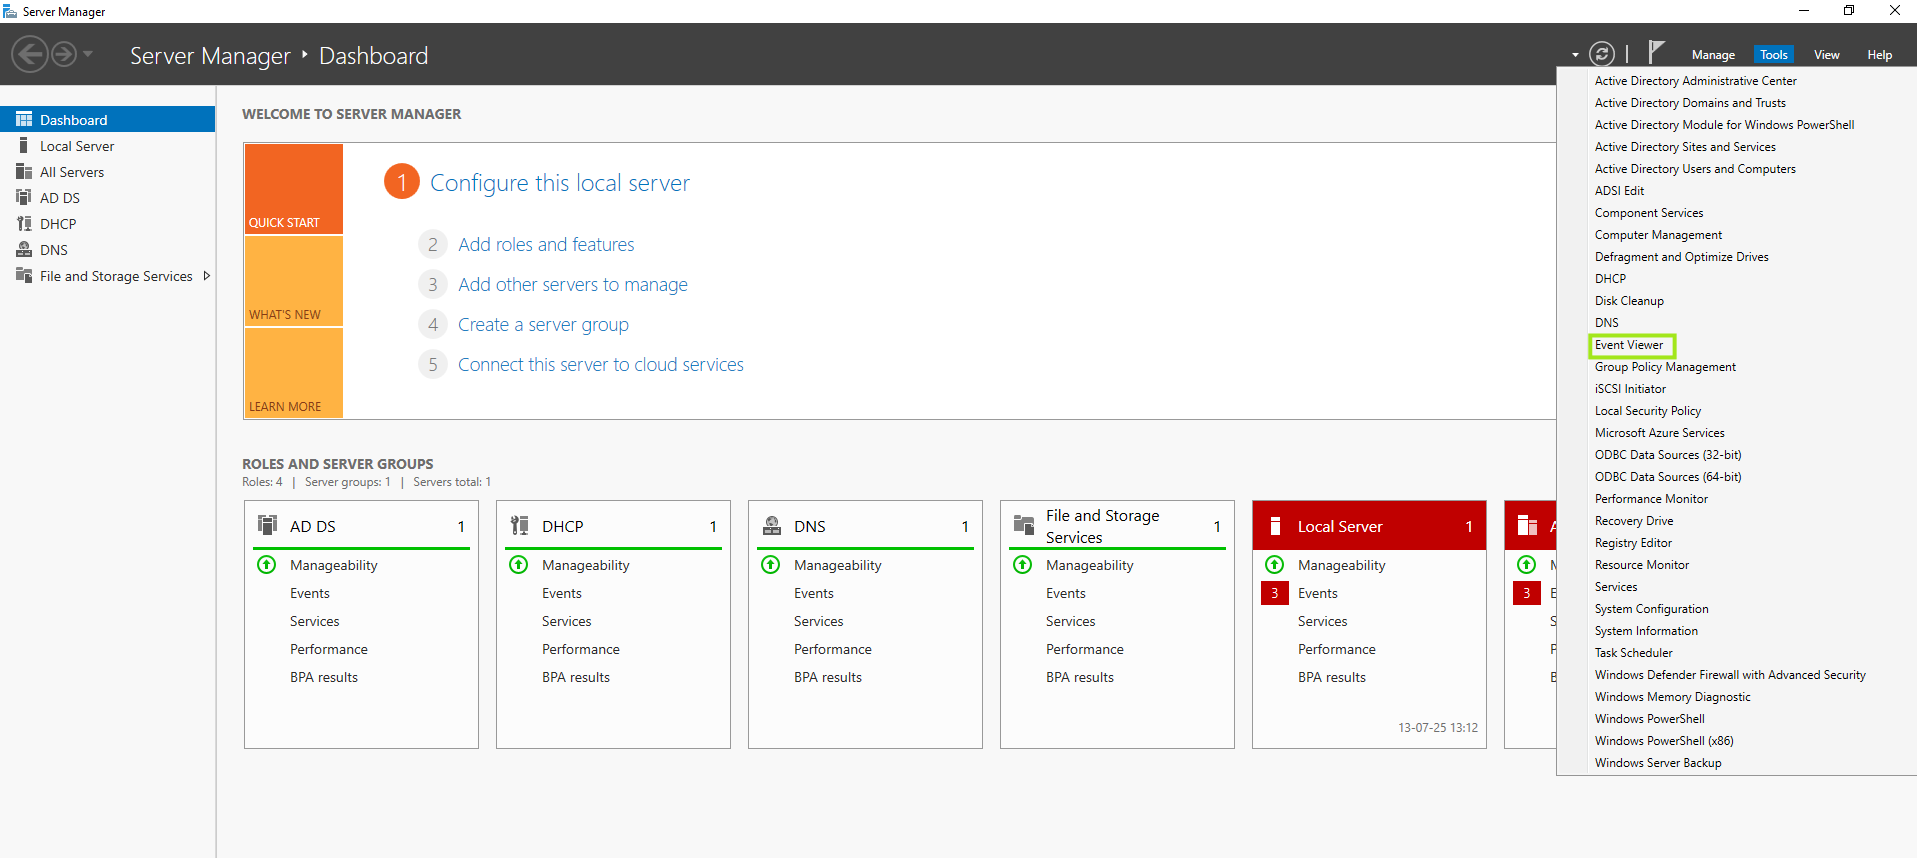 Server Manager
Server Manager ‣ Dashboard
Manage
Tools
View
Help
Dashboard
Local Server
All Servers
AD DS
DHCP
DNS
File and Storage Services
WELCOME TO SERVER MANAGER
QUICK START
WHAT'S NEW
LEARN MORE
1 Configure this local server
2 Add roles and features
3 Add other servers to manage
4 Create a server group
5 Connect this server to cloud services
ROLES AND SERVER GROUPS
Roles: 4 | Server groups: 1 | Servers total: 1
AD DS 1
Manageability
Events
Services
Performance
BPA results
DHCP 1
Manageability
Events
Services
Performance
BPA results
DNS 1
Manageability
Events
Services
Performance
BPA results
File and Storage
Services 1
Manageability
Events
Services
Performance
BPA results
Local Server 1
Manageability
3 Events
Services
Performance
BPA results
13-07-25 13:12
3
Active Directory Administrative Center
Active Directory Domains and Trusts
Active Directory Module for Windows PowerShell
Active Directory Sites and Services
Active Directory Users and Computers
ADSI Edit
Component Services
Computer Management
Defragment and Optimize Drives
DHCP
Disk Cleanup
DNS
Event Viewer
Group Policy Management
iSCSI Initiator
Local Security Policy
Microsoft Azure Services
ODBC Data Sources (32-bit)
ODBC Data Sources (64-bit)
Performance Monitor
Recovery Drive
Registry Editor
Resource Monitor
Services
System Configuration
System Information
Task Scheduler
Windows Defender Firewall with Advanced Security
Windows Memory Diagnostic
Windows PowerShell
Windows PowerShell (x86)
Windows Server Backup